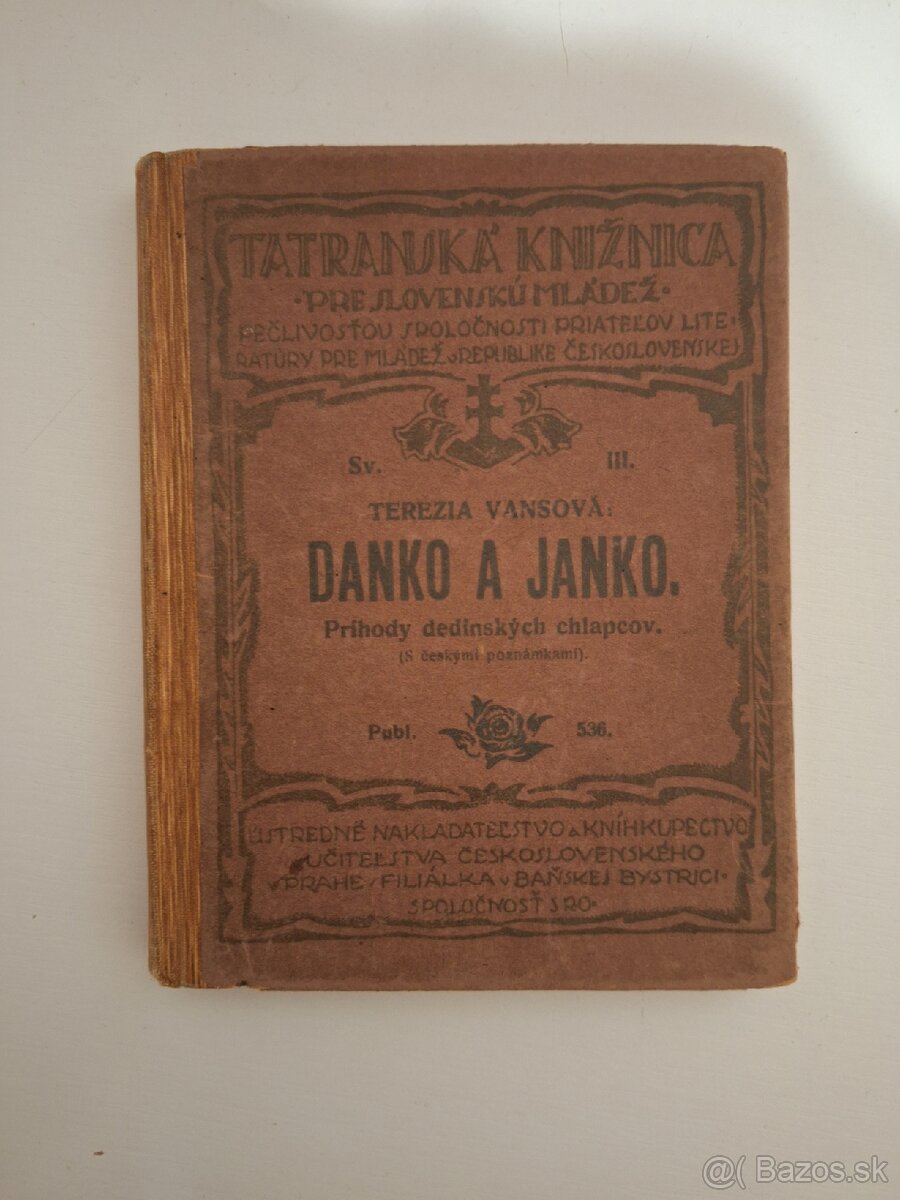 TATRANSKÁ KNIŽNICA
·PRE SLOVENSKÚ MLÁDEŽ·
PEČLIVOSŤOU SPOLOČNOSTI PRIATEĽOV LITE-
RATÚRY PRE MLÁDEŽ v REPUBLIKE ČESKOSLOVENSKEJ
Sv. III.
TEREZIA VANSOVÁ:
DANKO A JANKO.
Príhody dedinských chlapcov.
(S českými poznámkami).
Publ. 536.
ÚSTREDNÉ NAKLADATEĽSTVO a KNÍHKUPECTVO
UČITEĽSTVA ČESKOSLOVENSKÉHO
v PRAHE / FILIÁLKA v BAŇSKEJ BYSTRICI·
SPOLOČNOSŤ S R O·
@( Bazos.sk